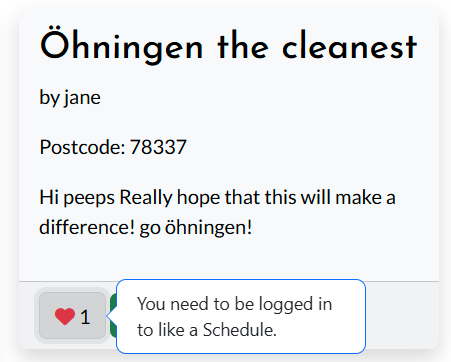 Öhningen the cleanest
by jane
Postcode: 78337
Hi peeps Really hope that this will make a
difference! go öhningen!
1
You need to be logged in
to like a Schedule.